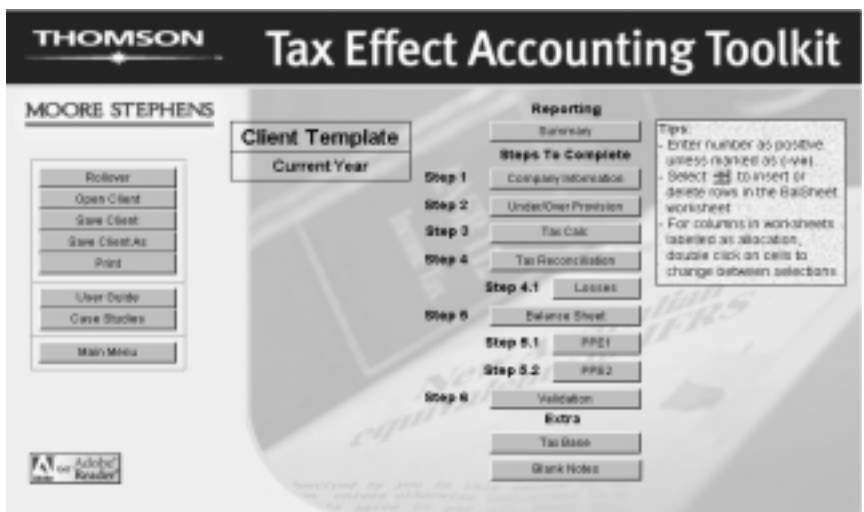 THOMSON
Tax Effect Accounting Toolkit
MOORE STEPHENS
Rollover
Open Client
Save Client
Save Client As
Print
User Guide
Case Studies
Main Menu
Get Adobe Reader
Client Template
Current Year
Reporting
Summary
Steps To Complete
Step 1 Company Information
Step 2 Under/Over Provision
Step 3 Tax Calc
Step 4 Tax Reconciliation
Step 4.1 Losses
Step 5 Balance Sheet
Step 5.1 PPE1
Step 5.2 PPE2
Step 6 Validation
Extra
Tax Base
Blank Notes
Tips:
- Enter number as positive
unless marked as (-ve).
- Select to insert or
delete rows in the BalSheet
worksheet
- For columns in worksheets
labelled as allocation,
double click on cells to
change between selections